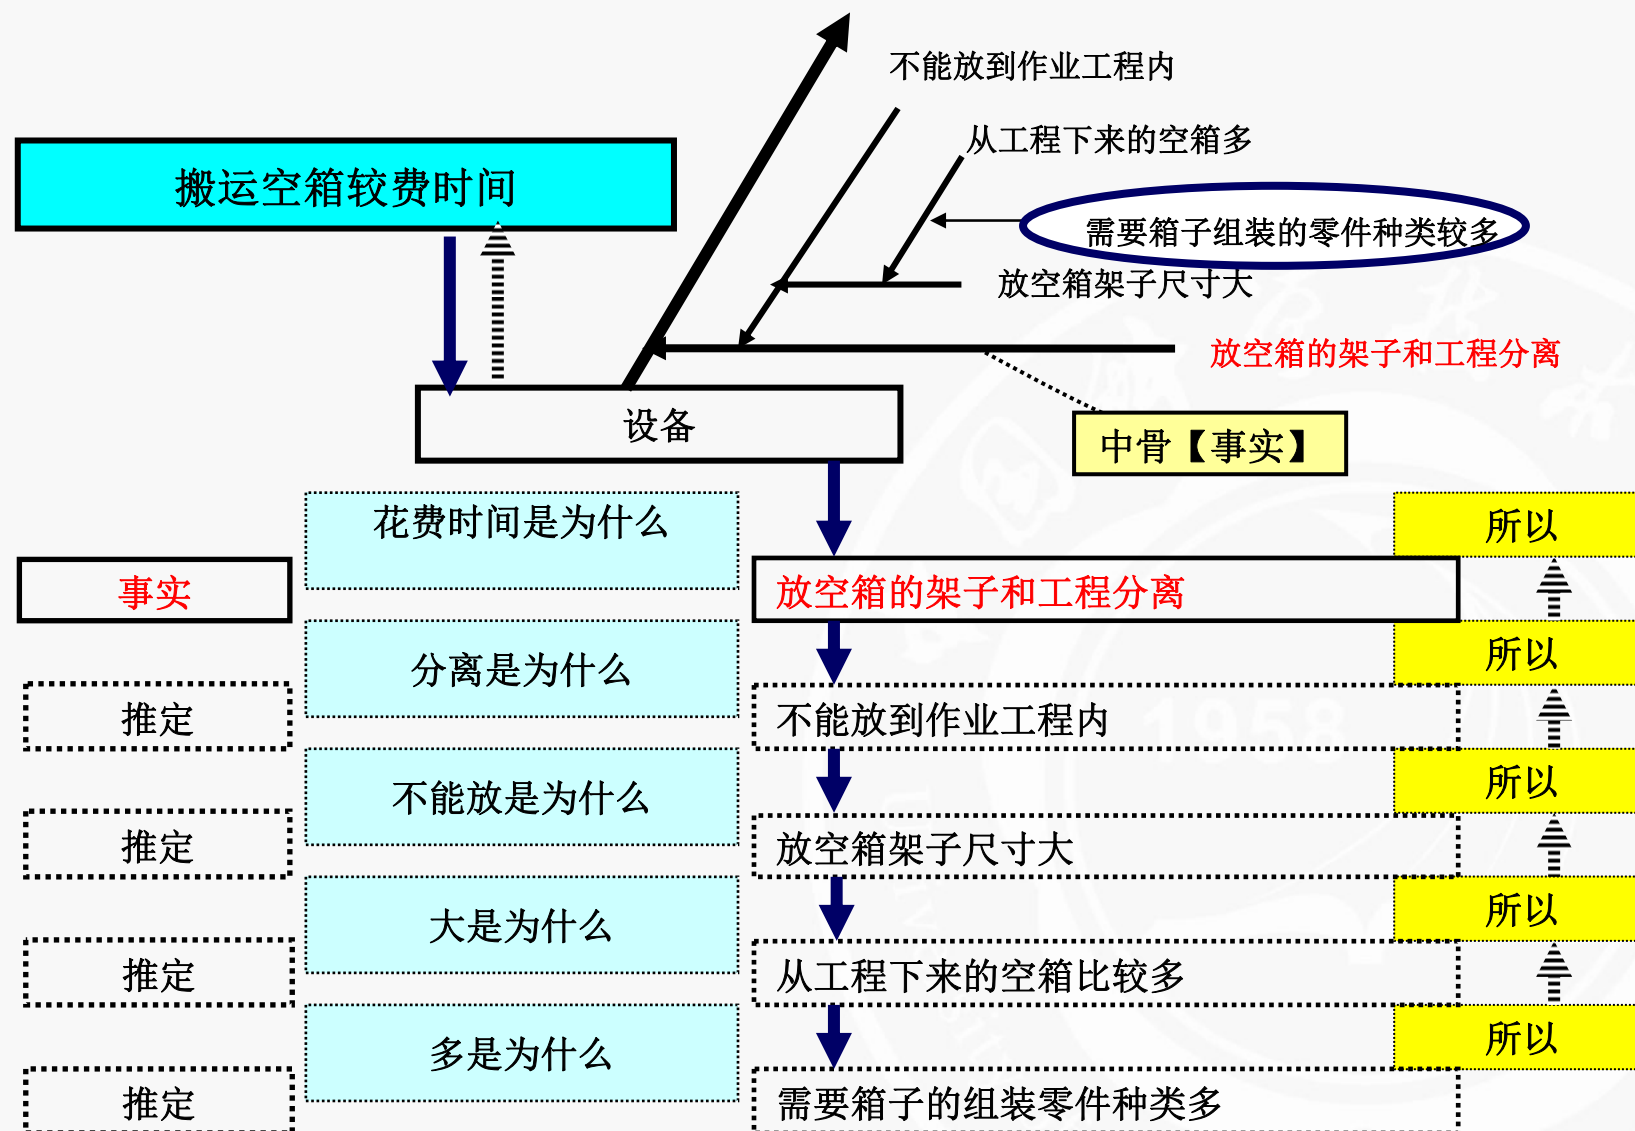 不能放到作业工程内
从工程下来的空箱多
搬运空箱较费时间
需要箱子组装的零件种类较多
放空箱架子尺寸大
放空箱的架子和工程分离
设备
中骨【事实】
花费时间是为什么
所以
事实
放空箱的架子和工程分离
分离是为什么
所以
推定
不能放到作业工程内
1958
不能放是为什么
所以
推定
放空箱架子尺寸大
大是为什么
所以
推定
从工程下来的空箱比较多
多是为什么
所以
推定
需要箱子的组装零件种类多